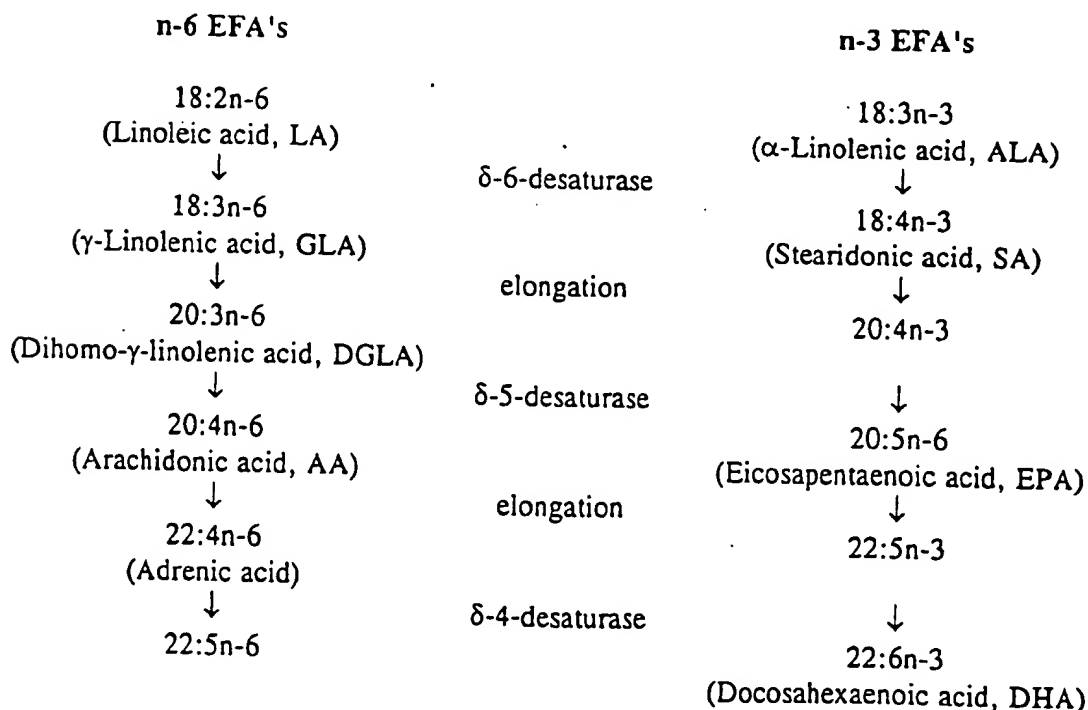 n-6 EFA's
18:2n-6
(Linoleic acid, LA)
↓
18:3n-6
(γ-Linolenic acid, GLA)
↓
20:3n-6
(Dihomo-γ-linolenic acid, DGLA)
↓
20:4n-6
(Arachidonic acid, AA)
↓
22:4n-6
(Adrenic acid)
↓
22:5n-6
δ-6-desaturase
elongation
δ-5-desaturase
elongation
δ-4-desaturase
n-3 EFA's
18:3n-3
(α-Linolenic acid, ALA)
↓
18:4n-3
(Stearidonic acid, SA)
↓
20:4n-3
↓
20:5n-6
(Eicosapentaenoic acid, EPA)
↓
22:5n-3
↓
22:6n-3
(Docosahexaenoic acid, DHA)